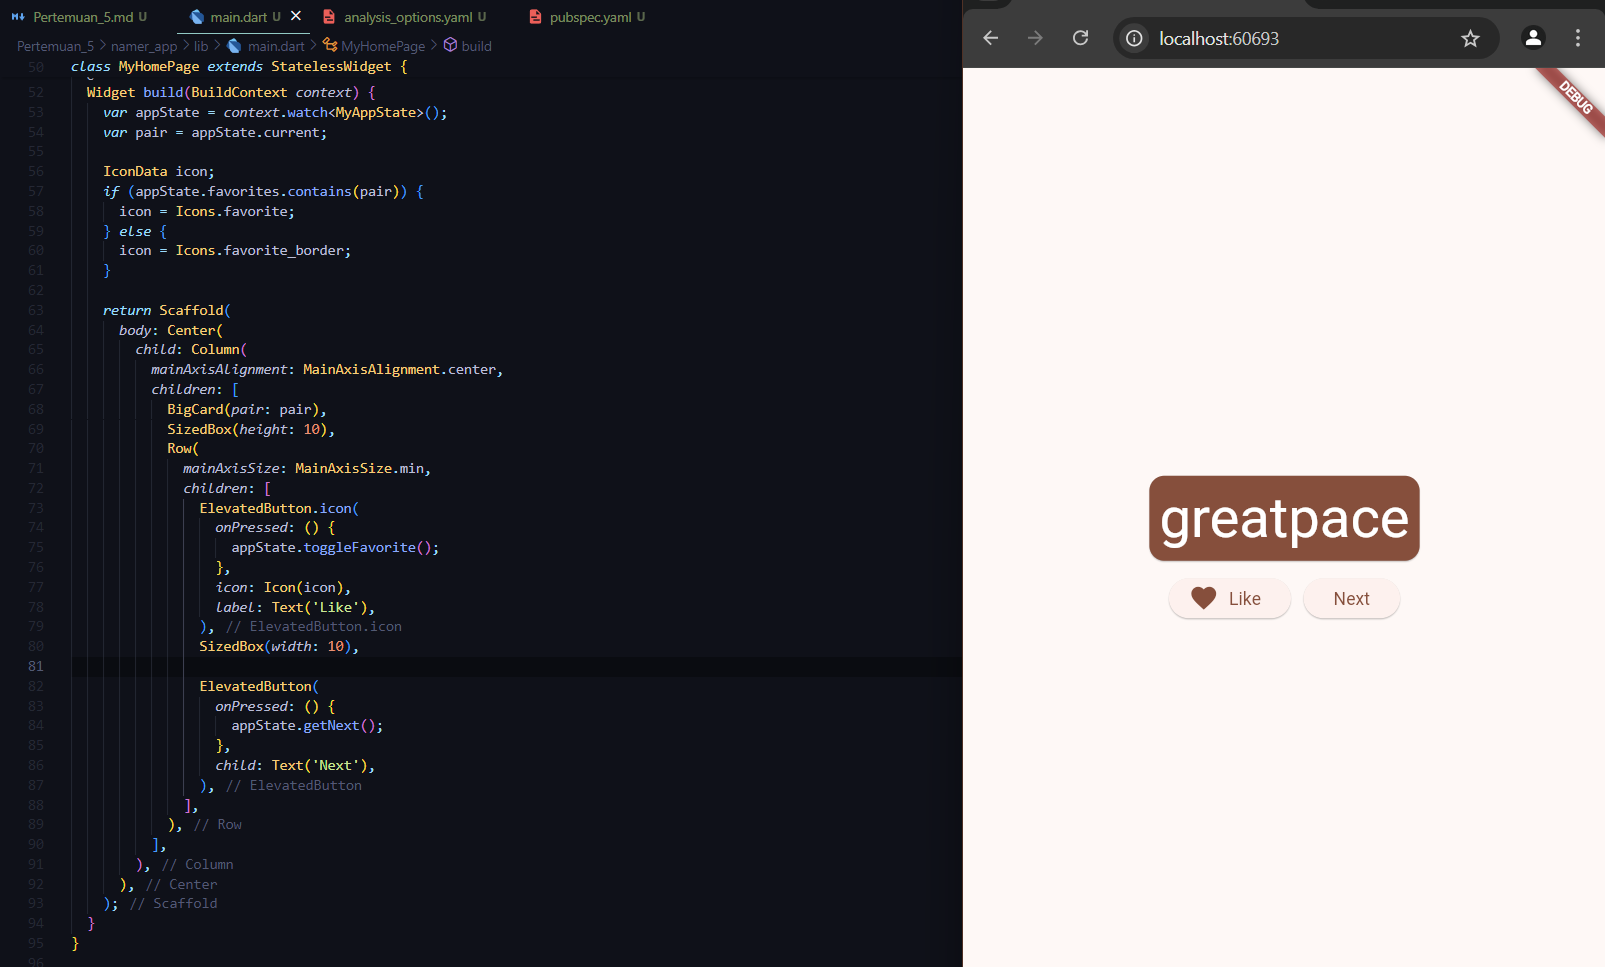 Pertemuan_5.md U
main.dart U
analysis_options.yaml U
pubspec.yaml U
Pertemuan_5 > namer_app > lib > main.dart > MyHomePage > build
50 class MyHomePage extends StatelessWidget {
52   Widget build(BuildContext context) {
53     var appState = context.watch<MyAppState>();
54     var pair = appState.current;
55
56     IconData icon;
57     if (appState.favorites.contains(pair)) {
58       icon = Icons.favorite;
59     } else {
60       icon = Icons.favorite_border;
61     }
62
63     return Scaffold(
64       body: Center(
65         child: Column(
66           mainAxisAlignment: MainAxisAlignment.center,
67           children: [
68             BigCard(pair: pair),
69             SizedBox(height: 10),
70             Row(
71               mainAxisSize: MainAxisSize.min,
72               children: [
73                 ElevatedButton.icon(
74                   onPressed: () {
75                     appState.toggleFavorite();
76                   },
77                   icon: Icon(icon),
78                   label: Text('Like'),
79                 ), // ElevatedButton.icon
80                 SizedBox(width: 10),
81
82                 ElevatedButton(
83                   onPressed: () {
84                     appState.getNext();
85                   },
86                   child: Text('Next'),
87                 ), // ElevatedButton
88               ],
89             ), // Row
90           ],
91         ), // Column
92       ), // Center
93     ); // Scaffold
94   }
95 }
96
localhost:60693
DEBUG
greatpace
Like
Next